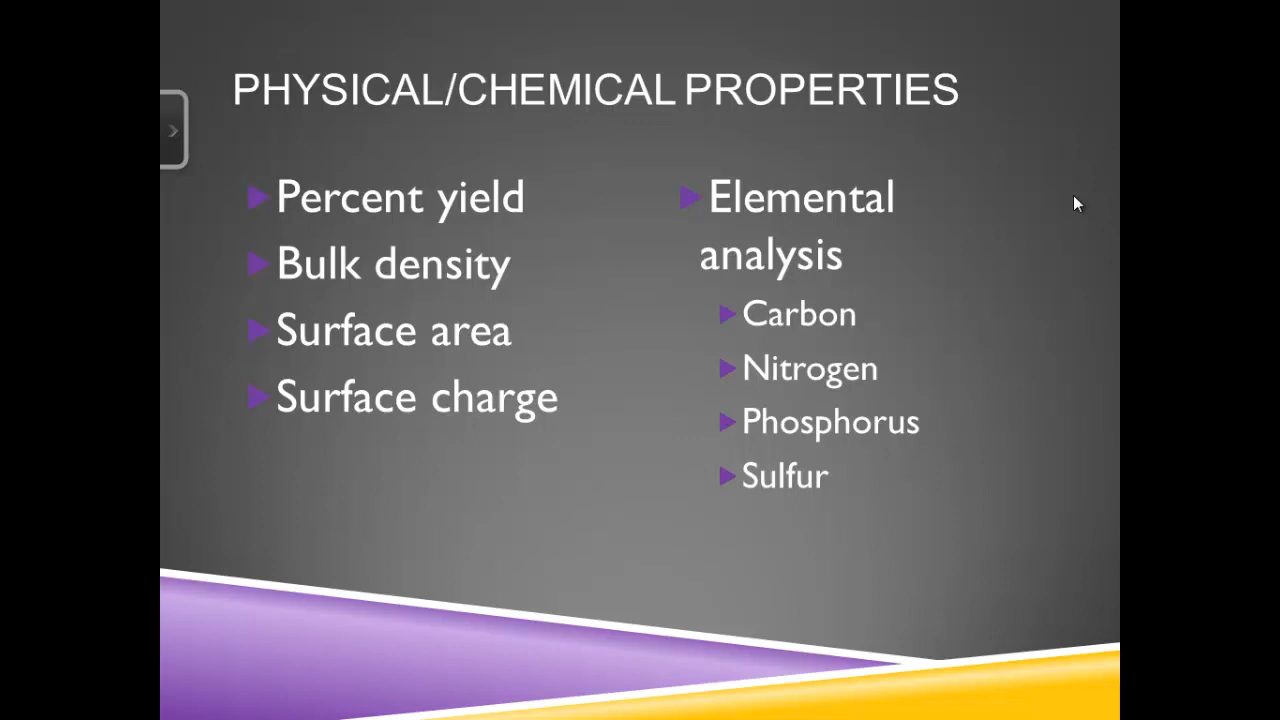 PHYSICAL/CHEMICAL PROPERTIES
Percent yield
Bulk density
Surface area
Surface charge
Elemental
analysis
Carbon
Nitrogen
Phosphorus
Sulfur